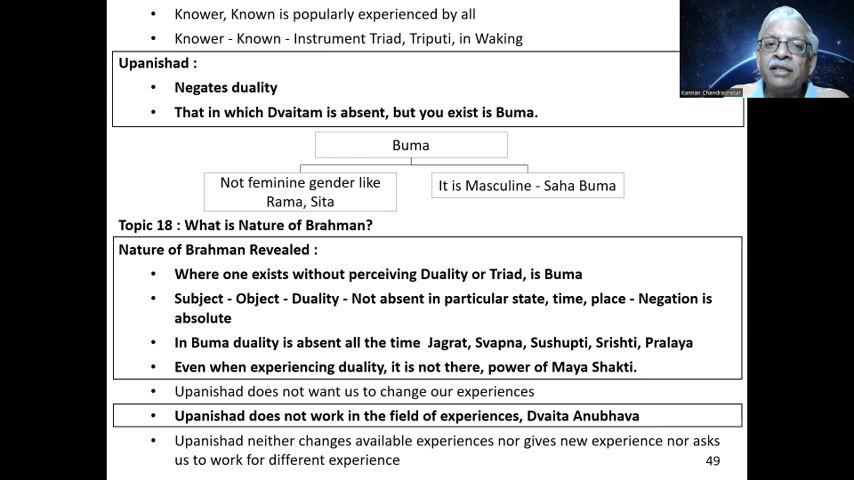 • Knower, Known is popularly experienced by all
• Knower - Known - Instrument Triad, Triputi, in Waking
Upanishad :
• Negates duality
• That in which Dvaitam is absent, but you exist is Buma.
Buma
Not feminine gender like
Rama, Sita
It is Masculine - Saha Buma
Topic 18 : What is Nature of Brahman?
Nature of Brahman Revealed :
• Where one exists without perceiving Duality or Triad, is Buma
• Subject - Object - Duality - Not absent in particular state, time, place - Negation is
absolute
• In Buma duality is absent all the time Jagrat, Svapna, Sushupti, Srishti, Pralaya
• Even when experiencing duality, it is not there, power of Maya Shakti.
• Upanishad does not want us to change our experiences
• Upanishad does not work in the field of experiences, Dvaita Anubhava
• Upanishad neither changes available experiences nor gives new experience nor asks
us to work for different experience
49
Kannan Chandrasekar